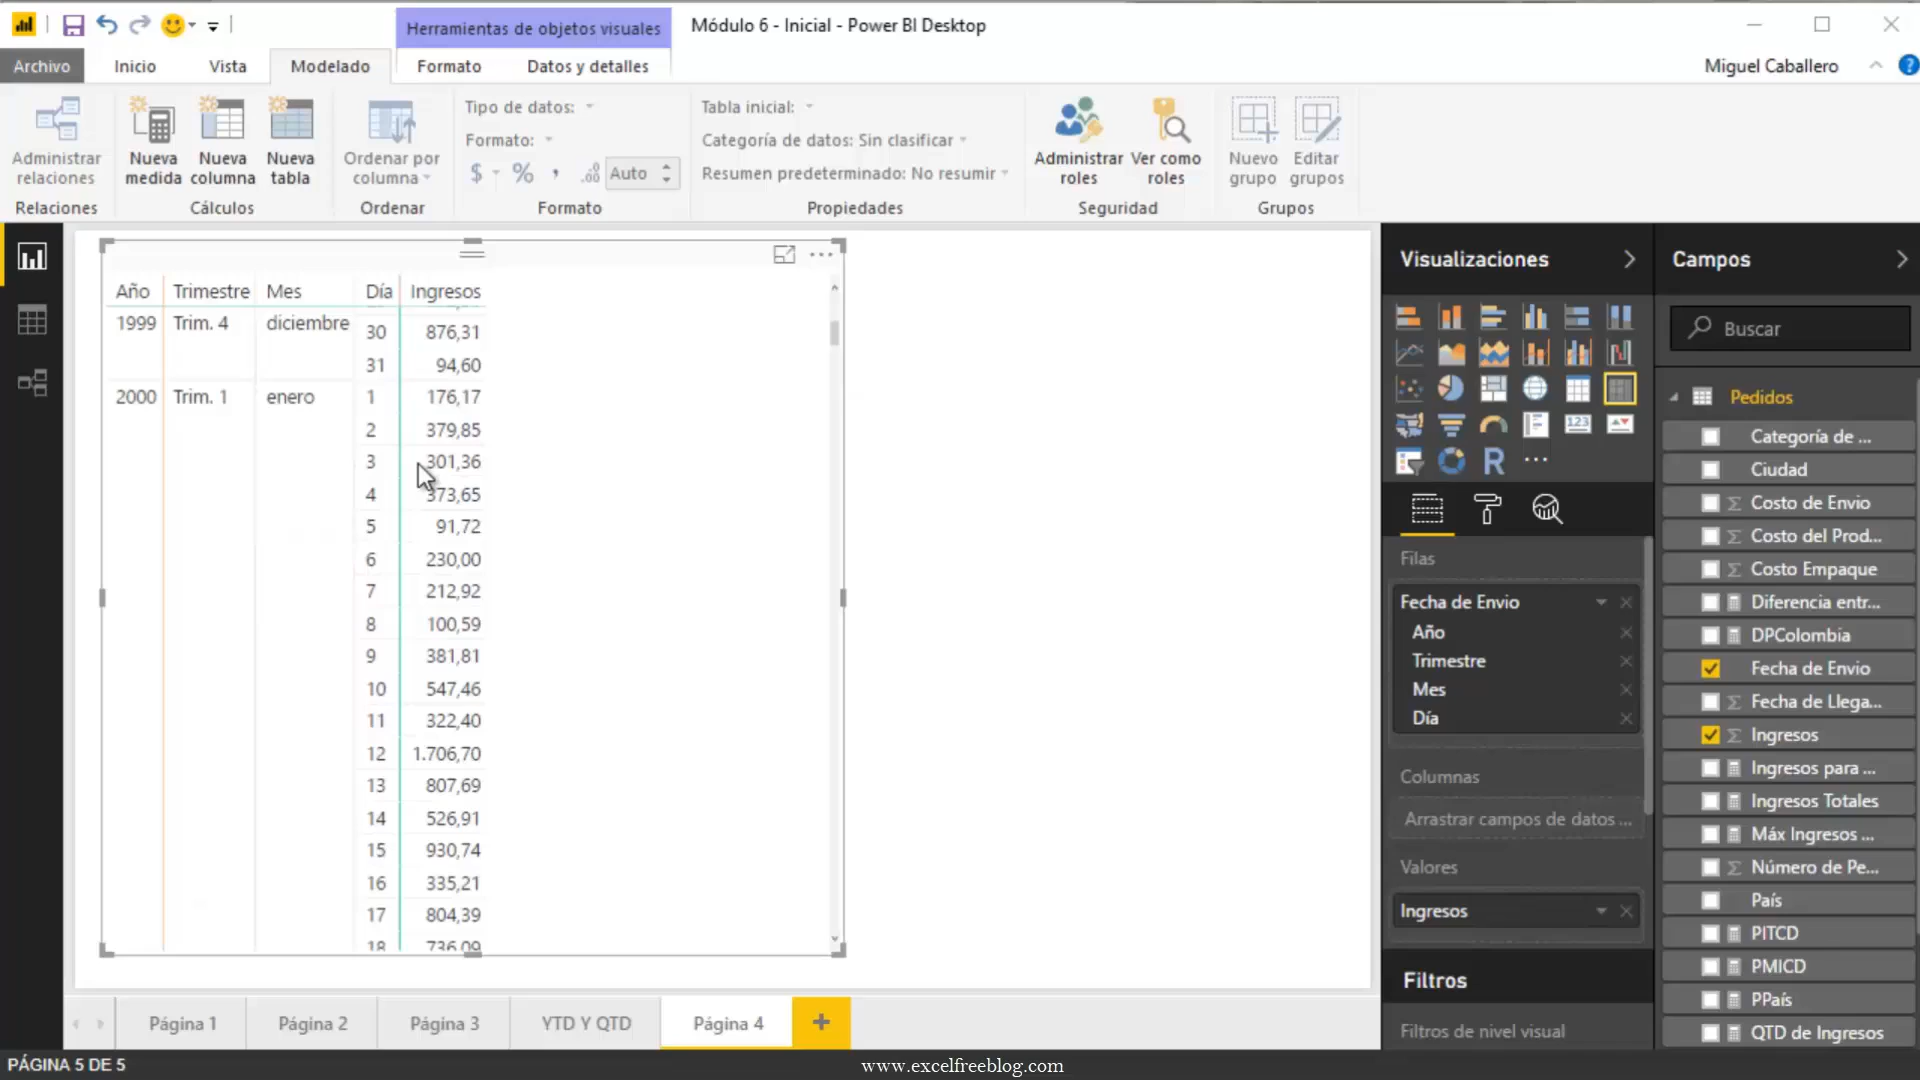 Herramientas de objetos visuales
Módulo 6 - Inicial - Power BI Desktop
Archivo
Inicio
Vista
Modelado
Formato
Datos y detalles
Miguel Caballero
?
Administrar
relaciones
Relaciones
Nueva
medida
Nueva
columna
Nueva
tabla
Cálculos
Ordenar por
columna
Ordenar
Tipo de datos:
Formato:
$ % , .00 Auto
Formato
Tabla inicial:
Categoría de datos: Sin clasificar
Resumen predeterminado: No resumir
Propiedades
Administrar
roles
Ver como
roles
Seguridad
Nuevo
grupo
Editar
grupos
Grupos
Año Trimestre Mes Día Ingresos
1999 Trim. 4 diciembre 30 876,31
31 94,60
2000 Trim. 1 enero 1 176,17
2 379,85
3 301,36
4 373,65
5 91,72
6 230,00
7 212,92
8 100,59
9 381,81
10 547,46
11 322,40
12 1.706,70
13 807,69
14 526,91
15 930,74
16 335,21
17 804,39
18 736,09
Visualizaciones
123
R
Filas
Fecha de Envio
Año
Trimestre
Mes
Día
Columnas
Arrastrar campos de datos ...
Valores
Ingresos
Filtros
Filtros de nivel visual
Campos
Buscar
Pedidos
Categoría de ...
Ciudad
Costo de Envio
Costo del Prod...
Costo Empaque
Diferencia entr...
DPColombia
Fecha de Envio
Fecha de Llega...
Ingresos
Ingresos para ...
Ingresos Totales
Máx Ingresos ...
Número de Pe...
País
PITCD
PMICD
PPaís
QTD de Ingresos
Página 1
Página 2
Página 3
YTD Y QTD
Página 4
PÁGINA 5 DE 5
www.excelfreeblog.com